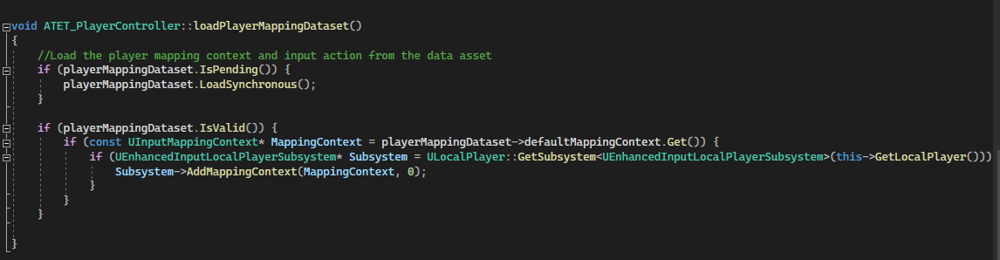 void ATET_PlayerController::loadPlayerMappingDataset()
{
    //Load the player mapping context and input action from the data asset
    if (playerMappingDataset.IsPending()) {
        playerMappingDataset.LoadSynchronous();
    }
    if (playerMappingDataset.IsValid()) {
        if (const UInputMappingContext* MappingContext = playerMappingDataset->defaultMappingContext.Get()) {
            if (UEnhancedInputLocalPlayerSubsystem* Subsystem = ULocalPlayer::GetSubsystem<UEnhancedInputLocalPlayerSubsystem>(this->GetLocalPlayer()))
                Subsystem->AddMappingContext(MappingContext, 0);
            }
        }
    }
}